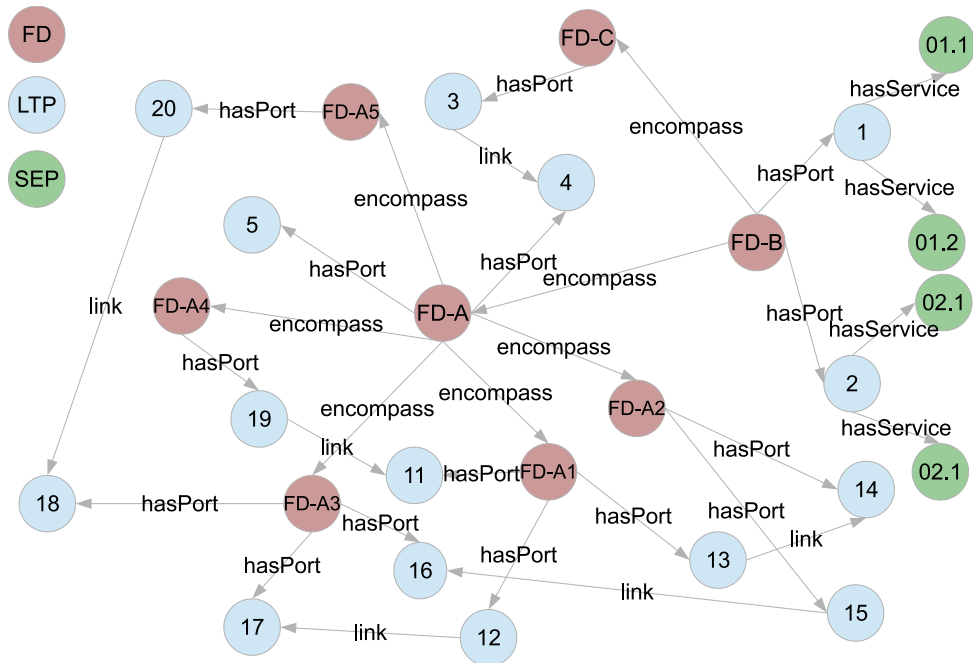 FD
FD-C
01.1
hasService
LTP
20
hasPort
FD-A5
3
hasPort
encompass
1
link
hasPort
hasService
SEP
4
encompass
5
FD-B
01.2
hasPort
hasPort
encompass
link
FD-A4
FD-A
02.1
encompass
hasPort
hasService
hasPort
encompass
2
19
encompass
encompass
FD-A2
hasService
link
hasPort
11
hasPort
FD-A1
02.1
18
hasPort
FD-A3
14
hasPort
hasPort
hasPort
link
hasPort
hasPort
16
13
link
15
17
link
12